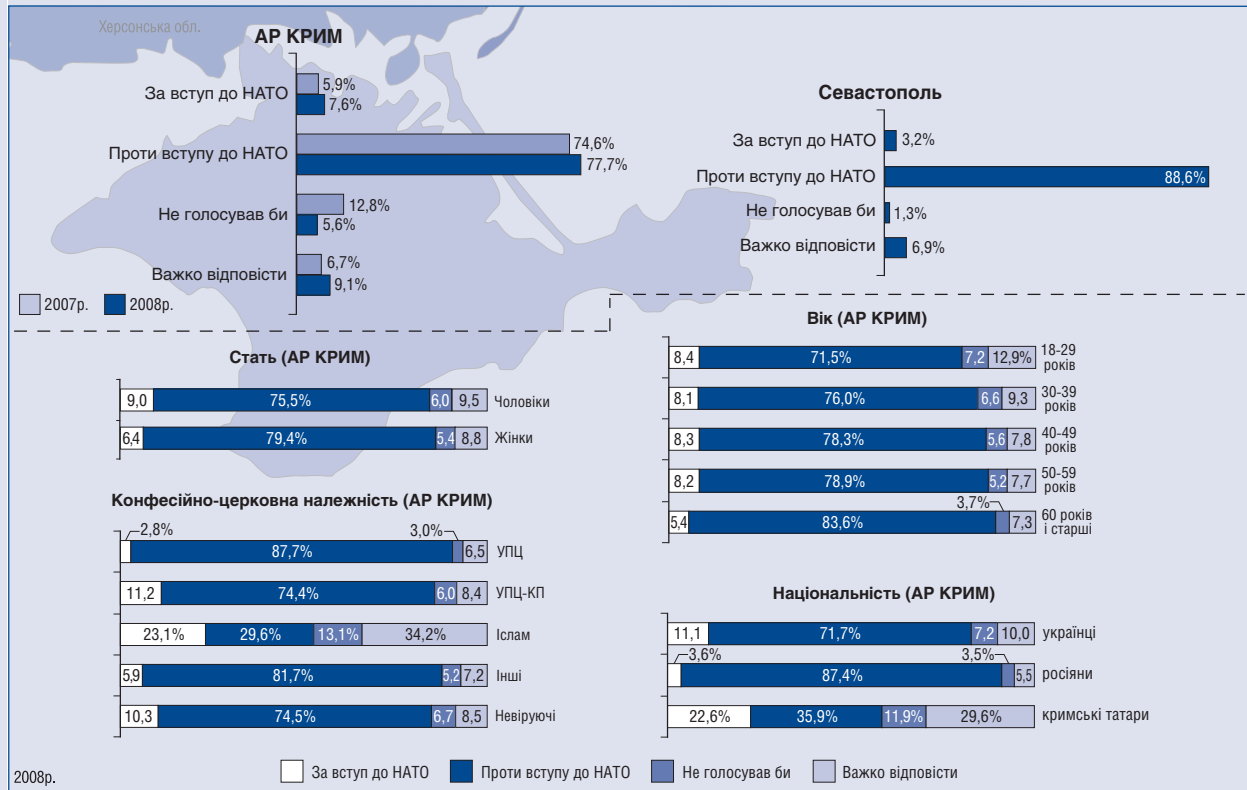 Херсонська обл.
АР КРИМ
За вступ до НАТО 5,9%
7,6%
Проти вступу до НАТО 74,6%
77,7%
Не голосував би 12,8%
5,6%
Важко відповісти 6,7%
9,1%
2007р. 2008р.
Севастополь
За вступ до НАТО 3,2%
Проти вступу до НАТО 88,6%
Не голосував би 1,3%
Важко відповісти 6,9%
Стать (АР КРИМ)
9,0 75,5% 6,0 9,5 Чоловіки
6,4 79,4% 5,4 8,8 Жінки
Конфесійно-церковна належність (АР КРИМ)
2,8% 3,0%
87,7% 6,5 УПЦ
11,2 74,4% 6,0 8,4 УПЦ-КП
23,1% 29,6% 13,1% 34,2% Іслам
5,9 81,7% 5,2 7,2 Інші
10,3 74,5% 6,7 8,5 Невіруючі
Вік (АР КРИМ)
8,4 71,5% 7,2 12,9% 18-29
років
8,1 76,0% 6,6 9,3 30-39
років
8,3 78,3% 5,6 7,8 40-49
років
8,2 78,9% 5,2 7,7 50-59
років
3,7%
5,4 83,6% 7,3 60 років
і старші
Національність (АР КРИМ)
11,1 71,7% 7,2 10,0 українці
3,6% 3,5%
87,4% 5,5 росіяни
22,6% 35,9% 11,9% 29,6% кримські татари
2008р.
За вступ до НАТО Проти вступу до НАТО Не голосував би Важко відповісти